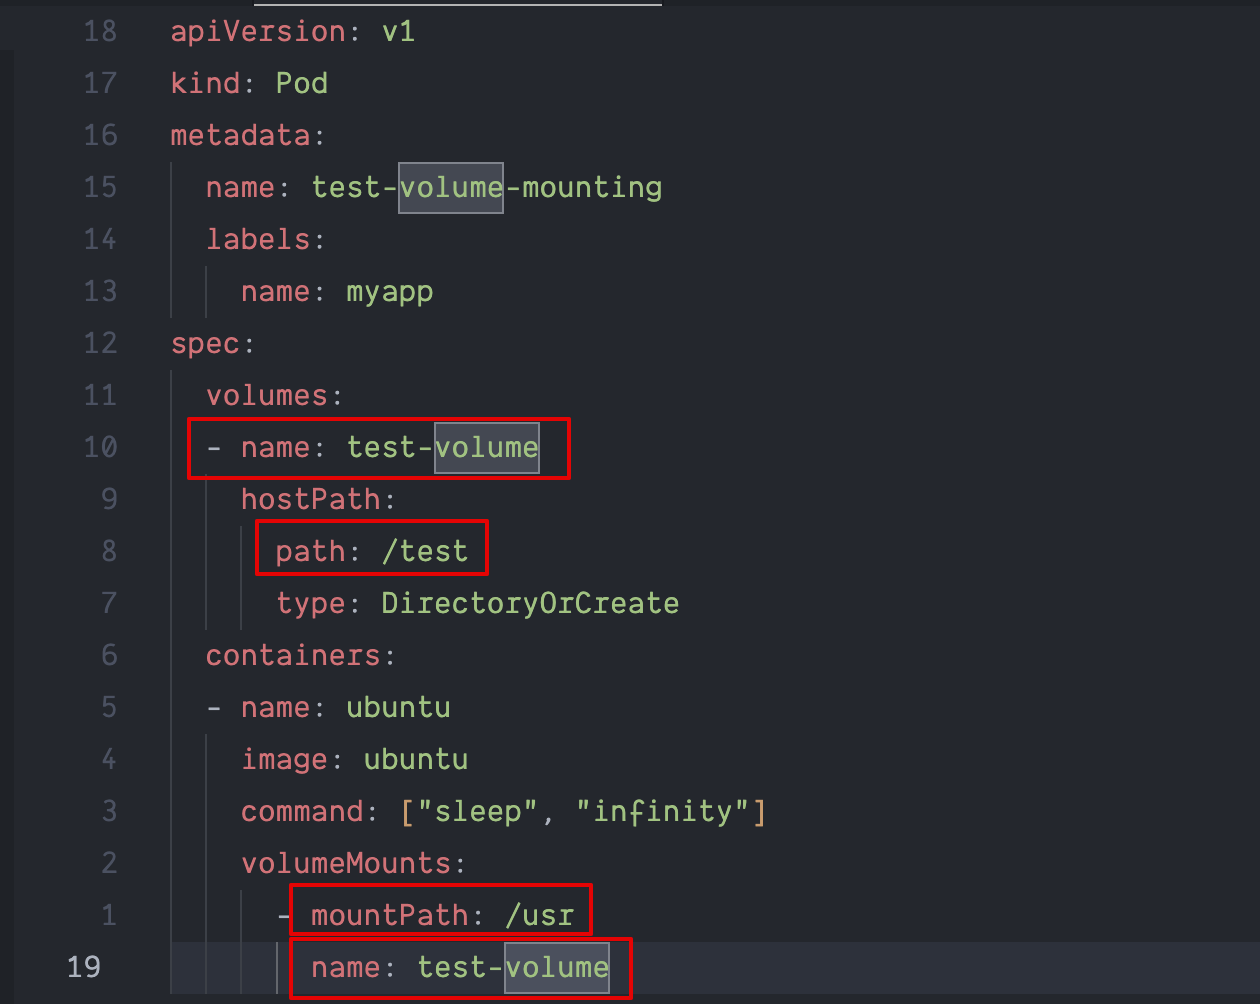 18 apiVersion: v1
17 kind: Pod
16 metadata:
15 name: test-volume-mounting
14 labels:
13 name: myapp
12 spec:
11 volumes:
10 - name: test-volume
9 hostPath:
8 path: /test
7 type: DirectoryOrCreate
6 containers:
5 - name: ubuntu
4 image: ubuntu
3 command: ["sleep", "infinity"]
2 volumeMounts:
1 - mountPath: /usr
19 name: test-volume